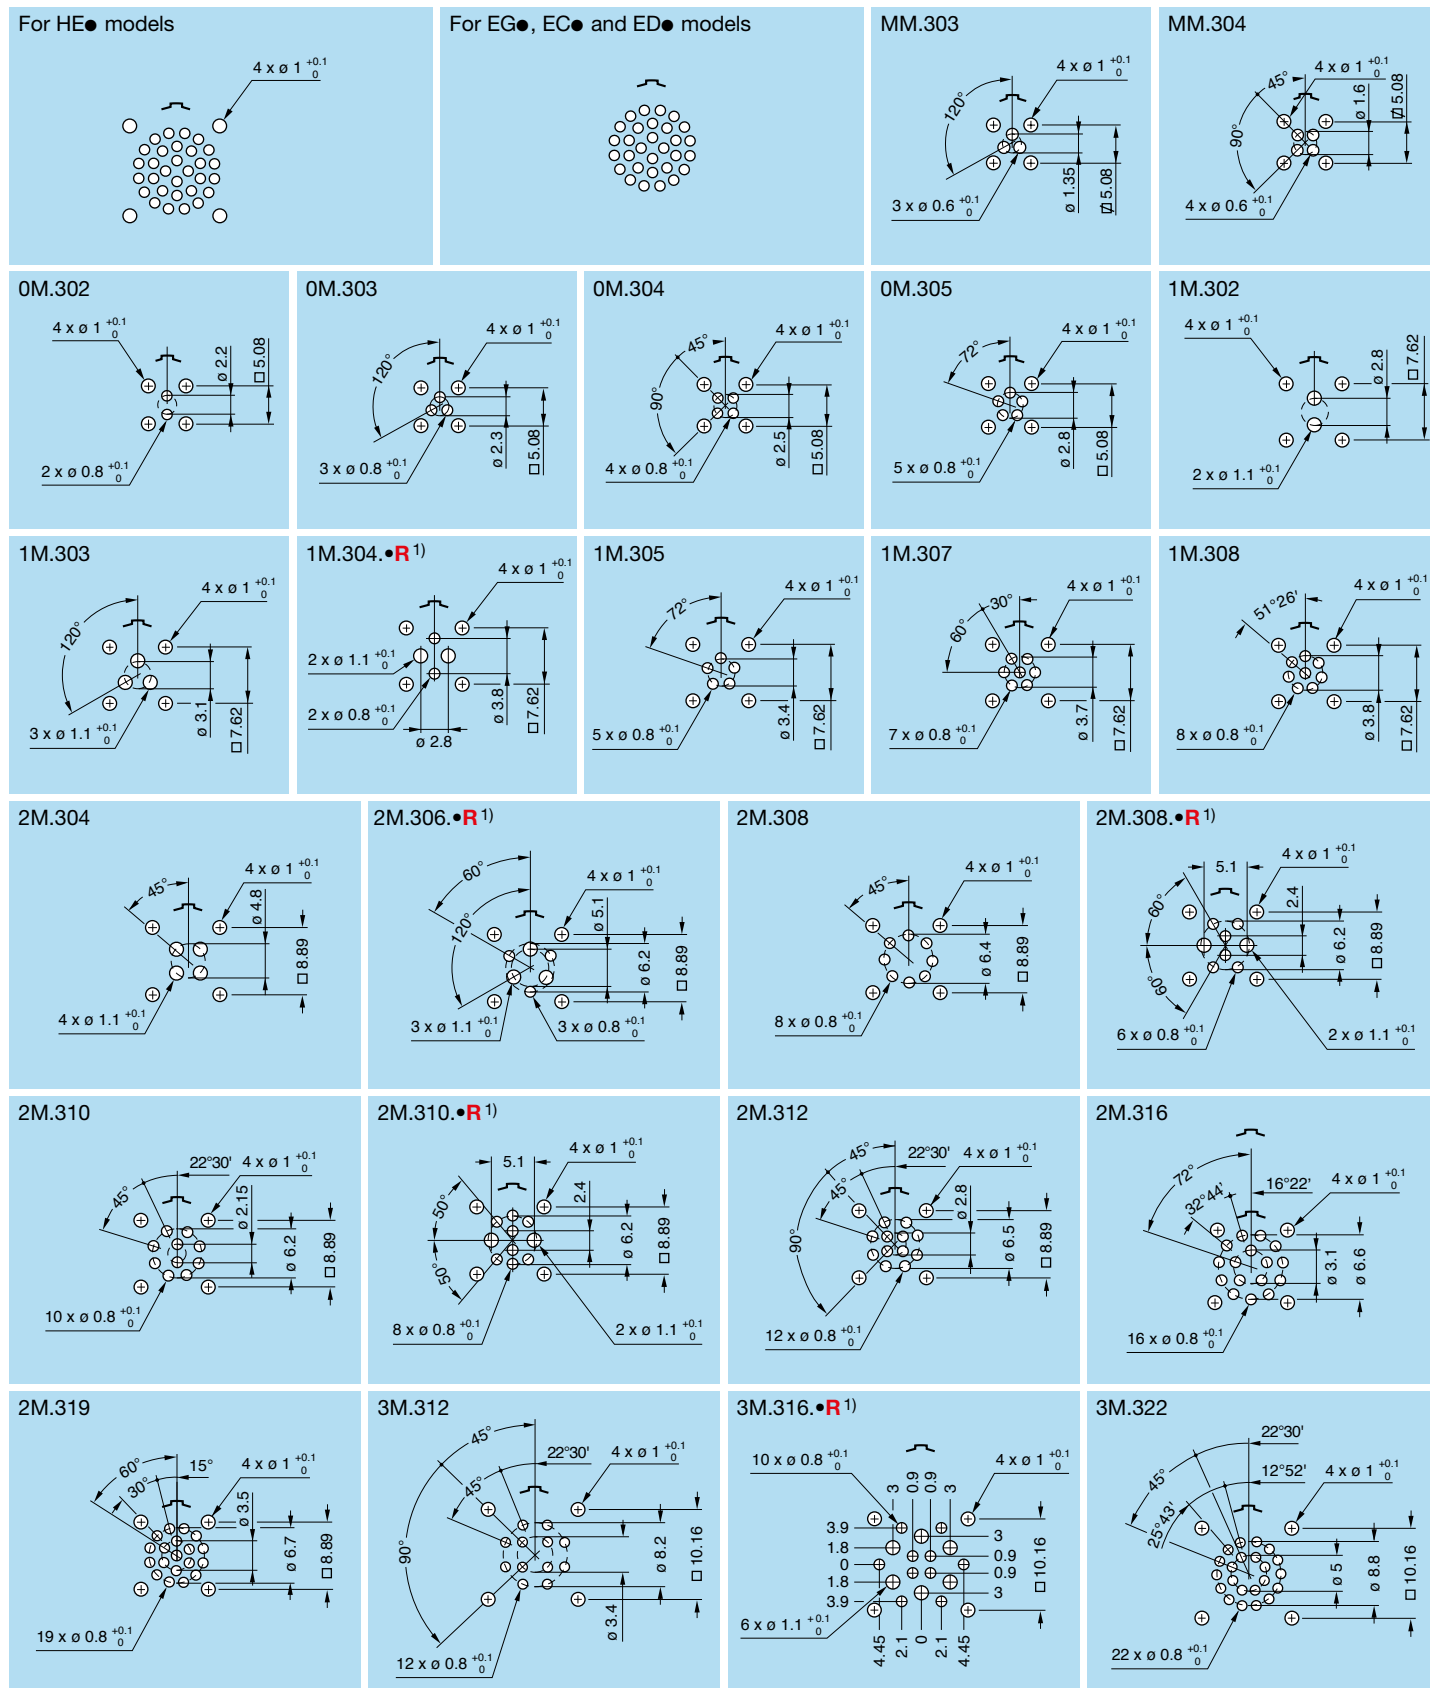 For HE● models
4 x ø 1 +0.1 0
For EG●, EC● and ED● models
MM.303
120°
4 x ø 1 +0.1 0
3 x ø 0.6 +0.1 0
ø 1.35
□ 5.08
MM.304
45°
90°
4 x ø 1 +0.1 0
ø 1.6
□ 5.08
4 x ø 0.6 +0.1 0
0M.302
4 x ø 1 +0.1 0
ø 2.2
□ 5.08
2 x ø 0.8 +0.1 0
0M.303
120°
4 x ø 1 +0.1 0
3 x ø 0.8 +0.1 0
ø 2.3
□ 5.08
0M.304
45°
90°
4 x ø 1 +0.1 0
4 x ø 0.8 +0.1 0
ø 2.5
□ 5.08
0M.305
72°
4 x ø 1 +0.1 0
5 x ø 0.8 +0.1 0
ø 2.8
□ 5.08
1M.302
4 x ø 1 +0.1 0
ø 2.8
□ 7.62
2 x ø 1.1 +0.1 0
1M.303
120°
4 x ø 1 +0.1 0
3 x ø 1.1 +0.1 0
ø 3.1
□ 7.62
1M.304.●R 1)
4 x ø 1 +0.1 0
2 x ø 1.1 +0.1 0
2 x ø 0.8 +0.1 0
ø 2.8
ø 3.8
□ 7.62
1M.305
72°
4 x ø 1 +0.1 0
5 x ø 0.8 +0.1 0
ø 3.4
□ 7.62
1M.307
30°
60°
4 x ø 1 +0.1 0
7 x ø 0.8 +0.1 0
ø 3.7
□ 7.62
1M.308
51°26'
4 x ø 1 +0.1 0
8 x ø 0.8 +0.1 0
ø 3.8
□ 7.62
2M.304
45°
4 x ø 1 +0.1 0
ø 4.8
□ 8.89
4 x ø 1.1 +0.1 0
2M.306.●R 1)
60°
120°
4 x ø 1 +0.1 0
ø 5.1
ø 6.2
□ 8.89
3 x ø 1.1 +0.1 0
3 x ø 0.8 +0.1 0
2M.308
45°
4 x ø 1 +0.1 0
ø 6.4
□ 8.89
8 x ø 0.8 +0.1 0
2M.308.●R 1)
5.1
4 x ø 1 +0.1 0
60°
60°
2.4
ø 6.2
□ 8.89
6 x ø 0.8 +0.1 0
2 x ø 1.1 +0.1 0
2M.310
22°30'
45°
4 x ø 1 +0.1 0
ø 2.15
ø 6.2
□ 8.89
10 x ø 0.8 +0.1 0
2M.310.●R 1)
5.1
4 x ø 1 +0.1 0
50°
50°
2.4
ø 6.2
□ 8.89
8 x ø 0.8 +0.1 0
2 x ø 1.1 +0.1 0
2M.312
45°
22°30'
45°
90°
4 x ø 1 +0.1 0
ø 2.8
ø 6.5
□ 8.89
12 x ø 0.8 +0.1 0
2M.316
72°
32°44'
16°22'
4 x ø 1 +0.1 0
ø 3.1
ø 6.6
16 x ø 0.8 +0.1 0
2M.319
60°
30°
15°
4 x ø 1 +0.1 0
ø 3.5
ø 6.7
□ 8.89
19 x ø 0.8 +0.1 0
3M.312
45°
22°30'
45°
90°
4 x ø 1 +0.1 0
ø 3.4
ø 8.2
□ 10.16
12 x ø 0.8 +0.1 0
3M.316.●R 1)
10 x ø 0.8 +0.1 0
4 x ø 1 +0.1 0
3 0.9 0.9 3
3.9
1.8
0
1.8
3.9
3
0.9
0.9
3
□ 10.16
6 x ø 1.1 +0.1 0
4.45 2.1 0 2.1 4.45
3M.322
22°30'
45°
12°52'
25°43'
4 x ø 1 +0.1 0
ø 5
ø 8.8
□ 10.16
22 x ø 0.8 +0.1 0